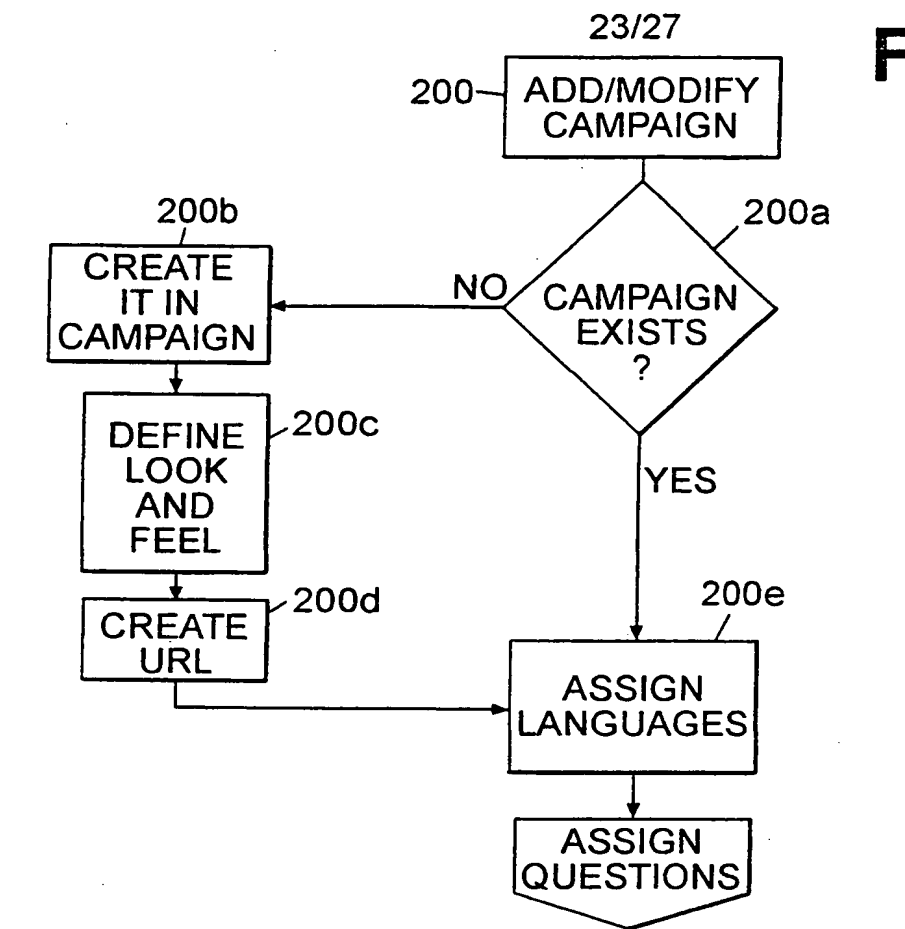 23/27
F
200
ADD/MODIFY
CAMPAIGN
200a
200b
CREATE
IT IN
CAMPAIGN
NO
CAMPAIGN
EXISTS
?
200c
DEFINE
LOOK
AND
FEEL
YES
200d
CREATE
URL
200e
ASSIGN
LANGUAGES
ASSIGN
QUESTIONS